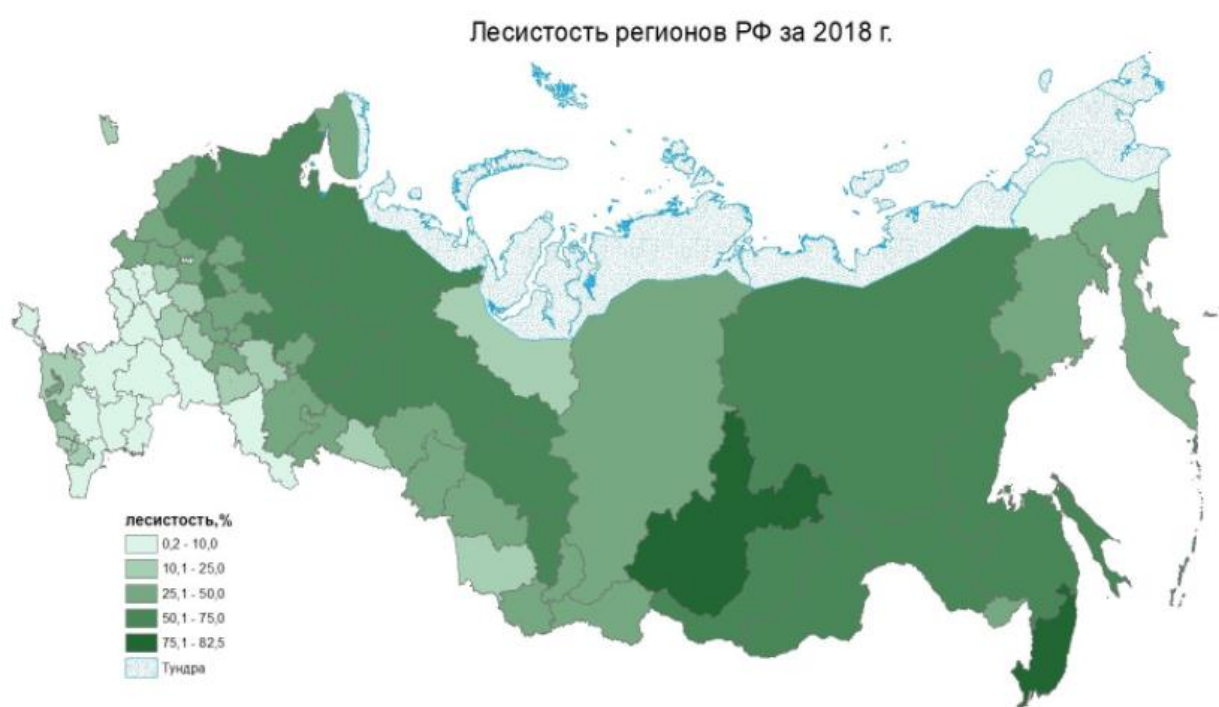 Лесистость регионов РФ за 2018 г.
лесистость,%
0,2 - 10,0
10,1 - 25,0
25,1 - 50,0
50,1 - 75,0
75,1 - 82,5
Тундра